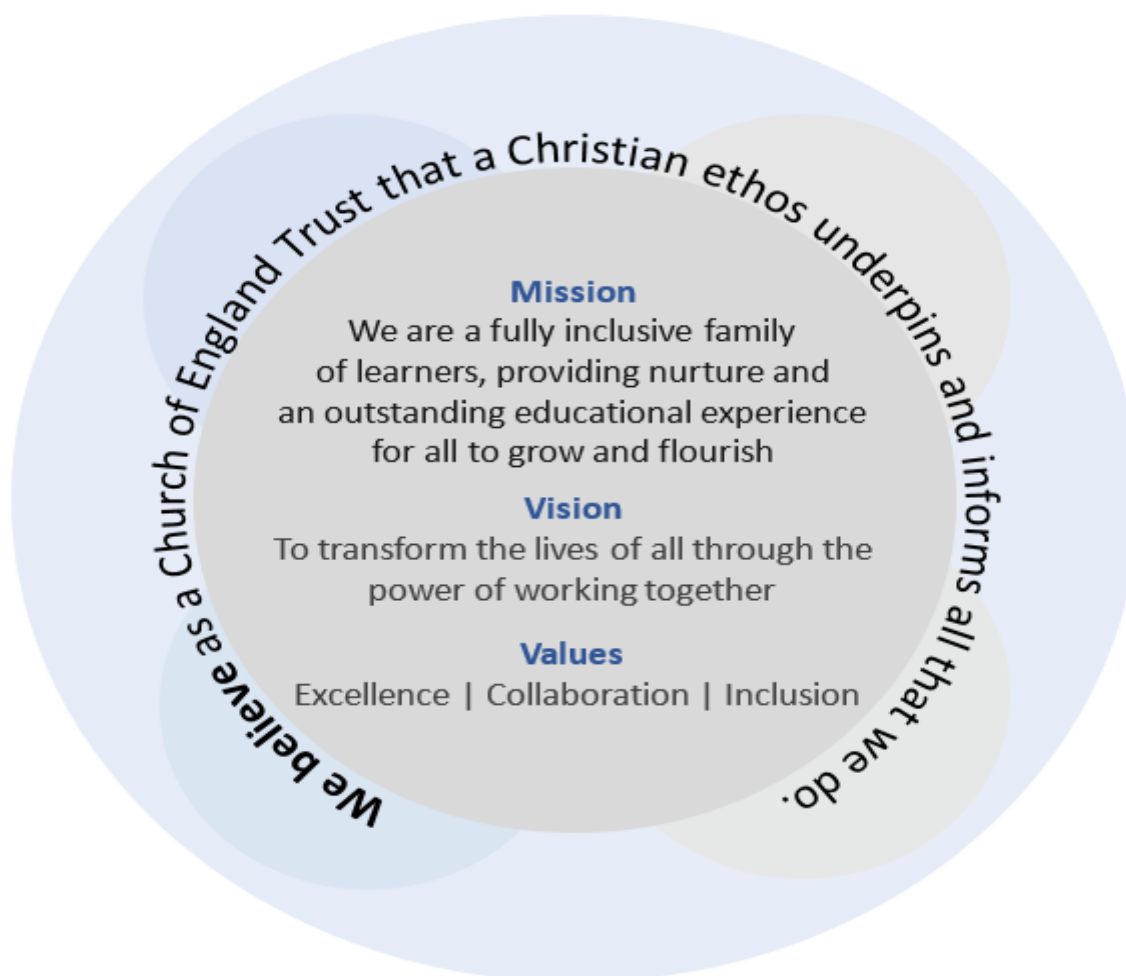 We believe as a Church of England Trust that a Christian ethos underpins and informs all that we do.
Mission
We are a fully inclusive family
of learners, providing nurture and
an outstanding educational experience
for all to grow and flourish
Vision
To transform the lives of all through the
power of working together
Values
Excellence | Collaboration | Inclusion